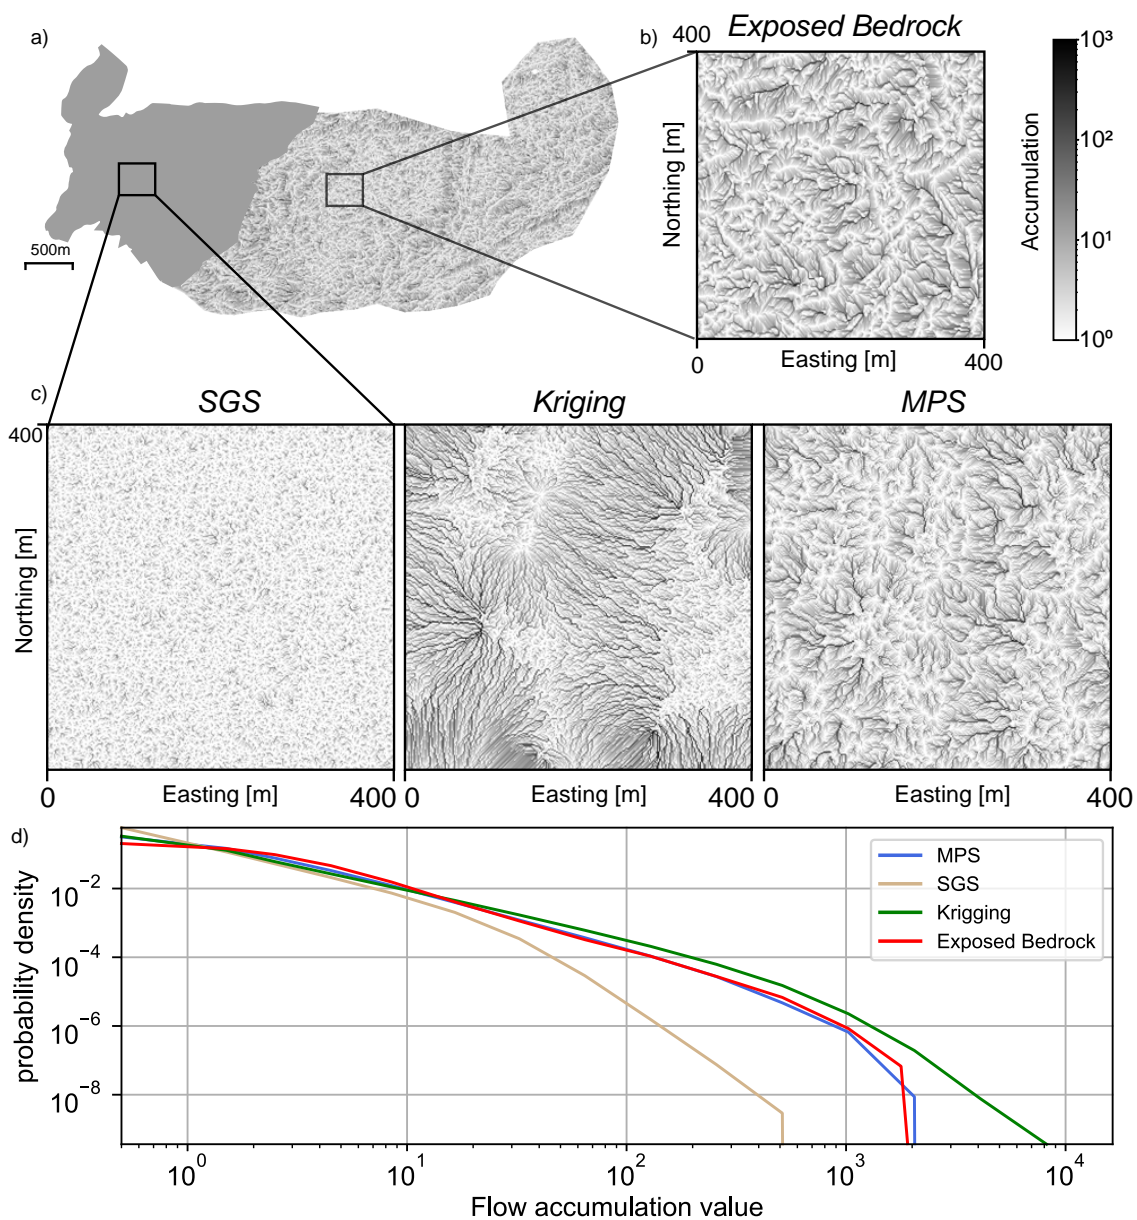 a)
500m
b)
Exposed Bedrock
400
Northing [m]
0
Easting [m]
400
Accumulation
10³
10²
10¹
10⁰
c)
SGS
Kriging
MPS
400
Northing [m]
0
Easting [m]
400
0
Easting [m]
400
0
Easting [m]
400
d)
probability density
10⁻²
10⁻⁴
10⁻⁶
10⁻⁸
MPS
SGS
Krigging
Exposed Bedrock
10⁰
10¹
10²
10³
10⁴
Flow accumulation value